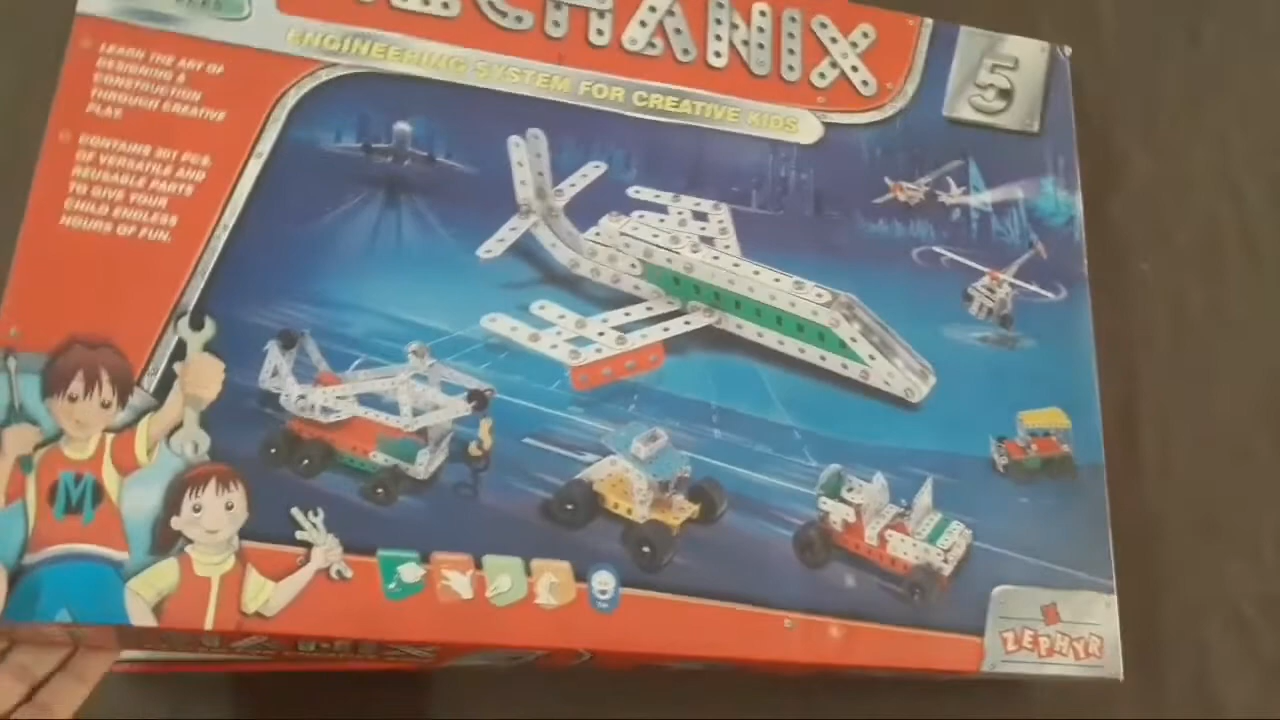 MECHANIX
ENGINEERING SYSTEM FOR CREATIVE KIDS
5
LEARN THE ART OF
DESIGNING &
CONSTRUCTION
THROUGH CREATIVE
PLAY.
CONTAINS 301 PCS.
OF VERSATILE AND
REUSABLE PARTS
TO GIVE YOUR
CHILD ENDLESS
HOURS OF FUN.
M
Z
ZEPHYR